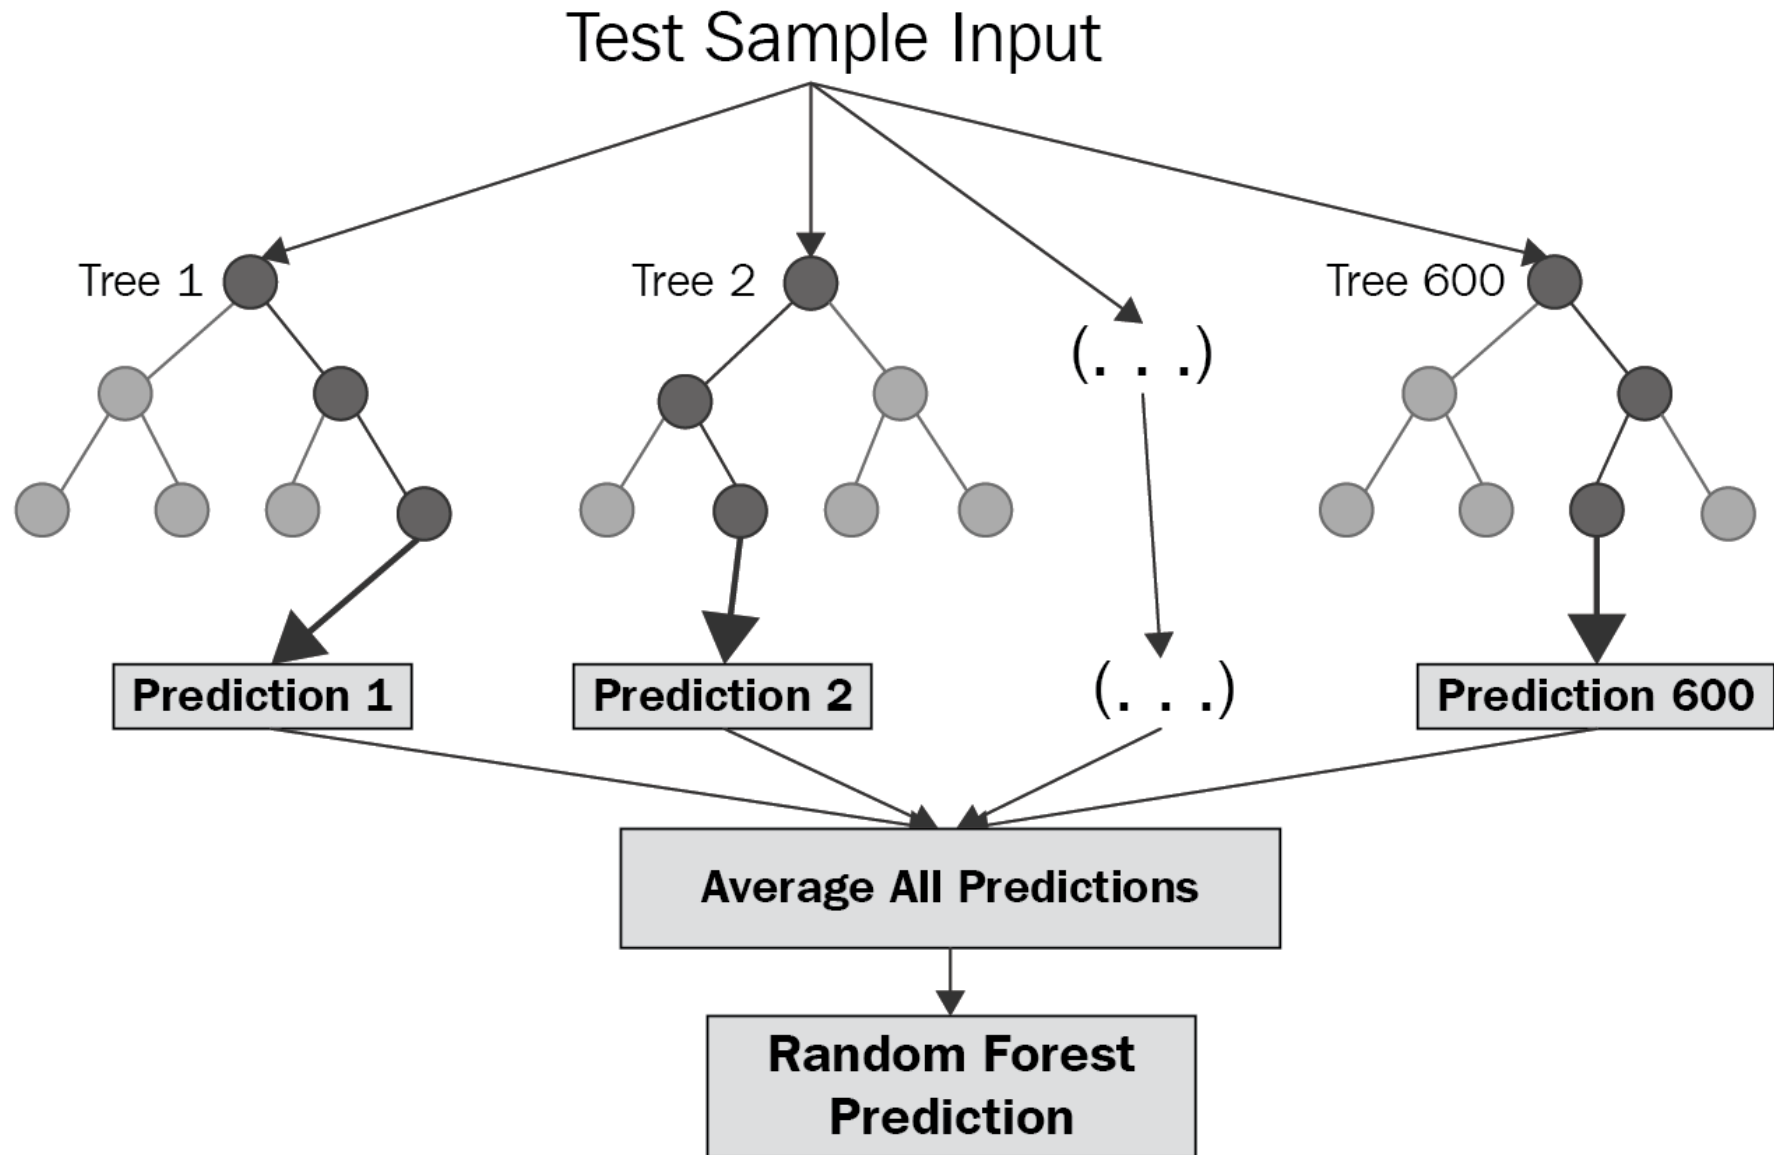 Test Sample Input
Tree 1
Tree 2
Tree 600
(. . .)
Prediction 1
Prediction 2
(. . .)
Prediction 600
Average All Predictions
Random Forest
Prediction